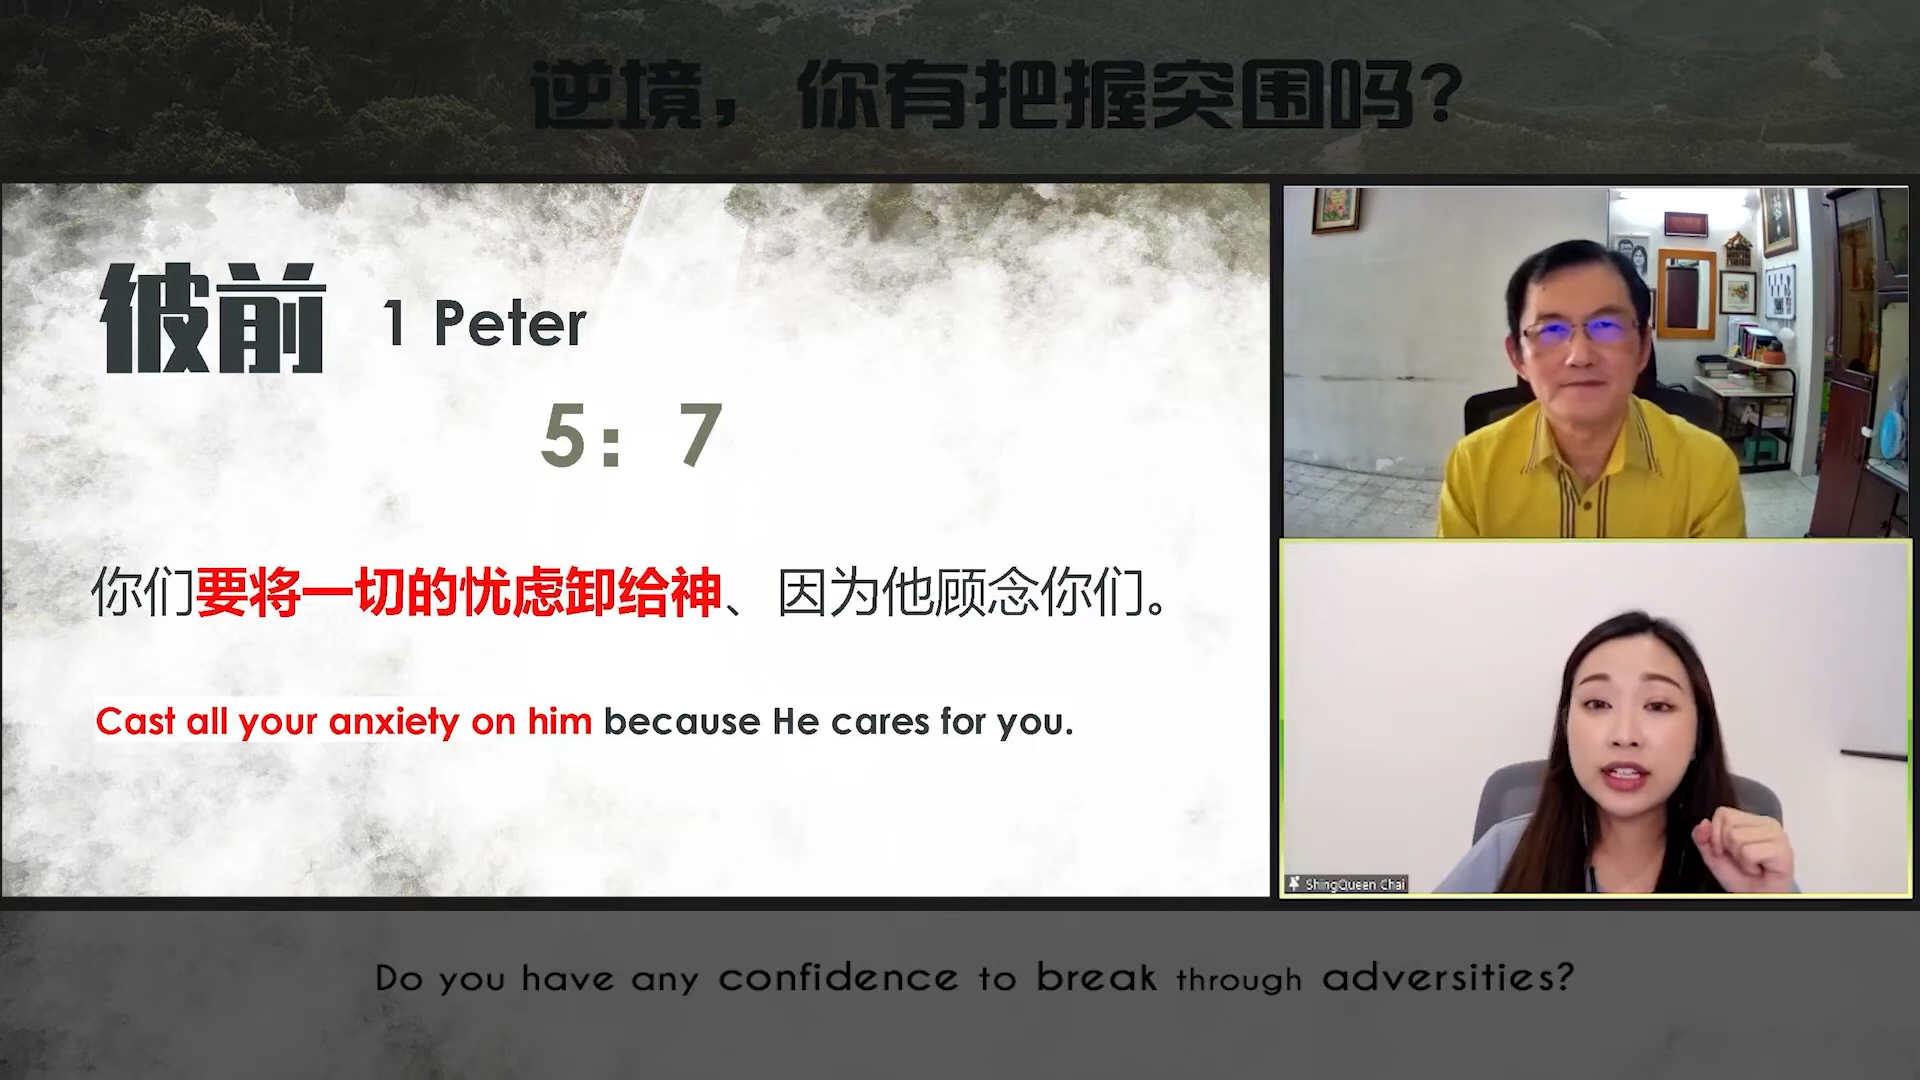 逆境，你有把握突围吗？
彼前 1 Peter
5：7
你们要将一切的忧虑卸给神、因为他顾念你们。
Cast all your anxiety on him because He cares for you.
ShingQueen Chai
Do you have any confidence to break through adversities?